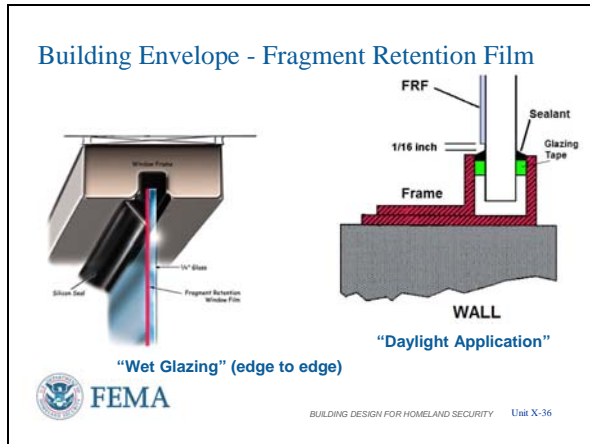 Building Envelope - Fragment Retention Film
Window Frame
Silicon Seal
¼" Glass
Fragment Retention
Window Film
"Wet Glazing" (edge to edge)
FRF
Sealant
1/16 inch
Glazing
Tape
Frame
WALL
"Daylight Application"
FEMA
BUILDING DESIGN FOR HOMELAND SECURITY Unit X-36